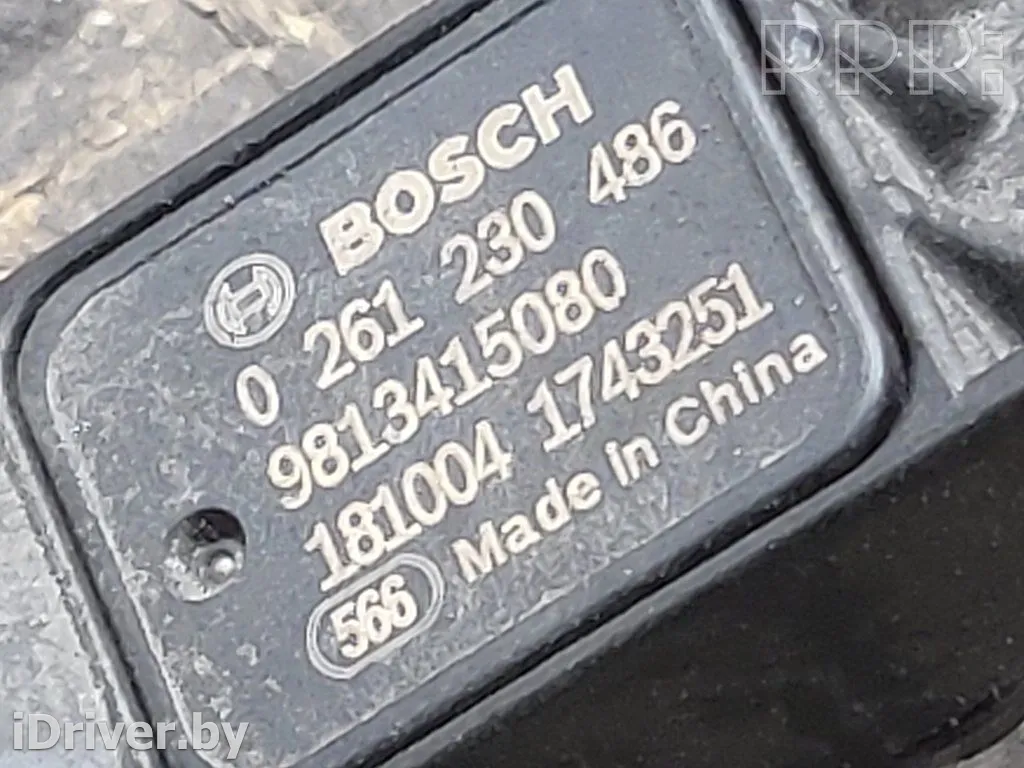 RRR:
BOSCH
0 261 230 486
9813415080
181004 1743251
566 Made in China
iDriver.by